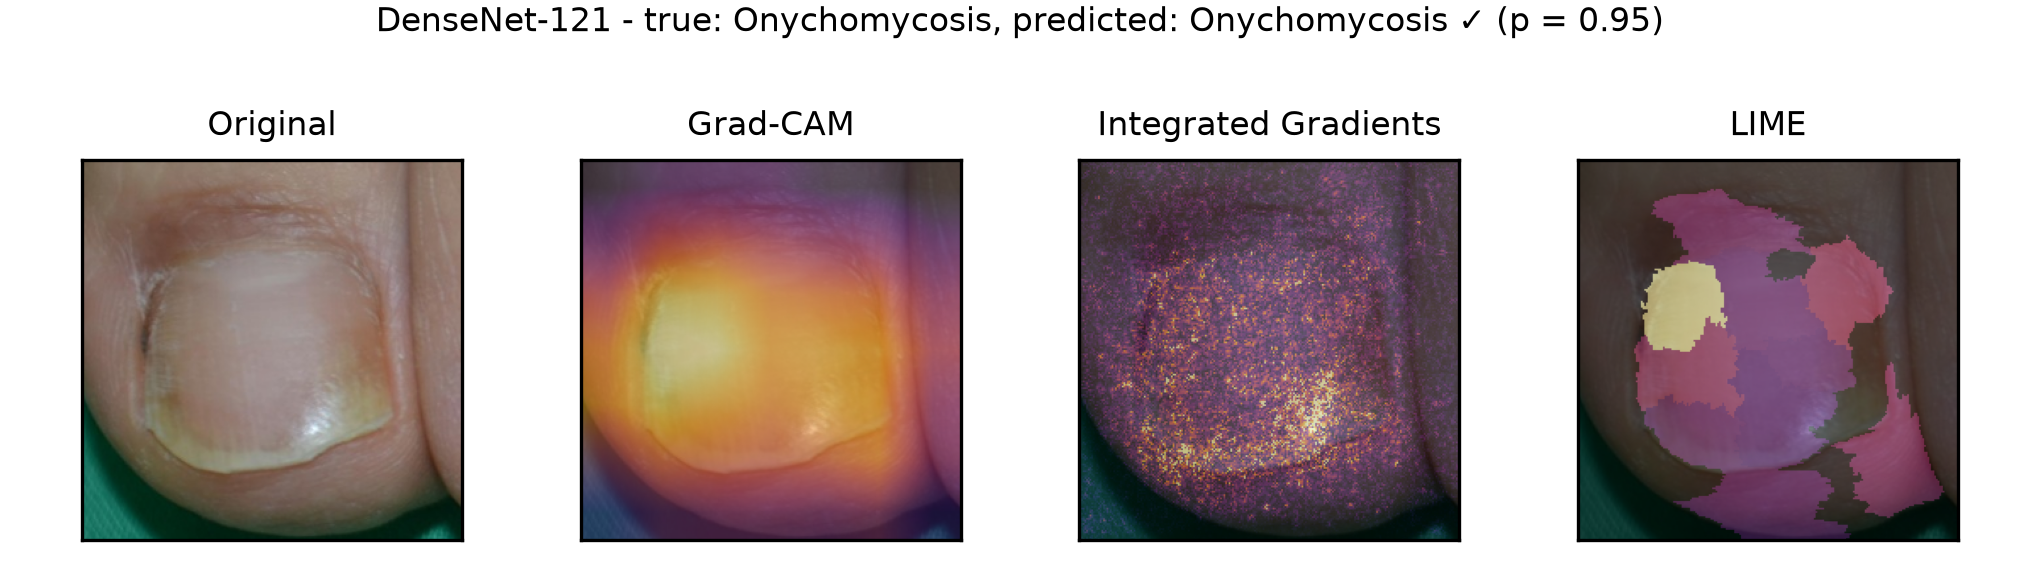 DenseNet-121 - true: Onychomycosis, predicted: Onychomycosis ✓ (p = 0.95)
Original
Grad-CAM
Integrated Gradients
LIME